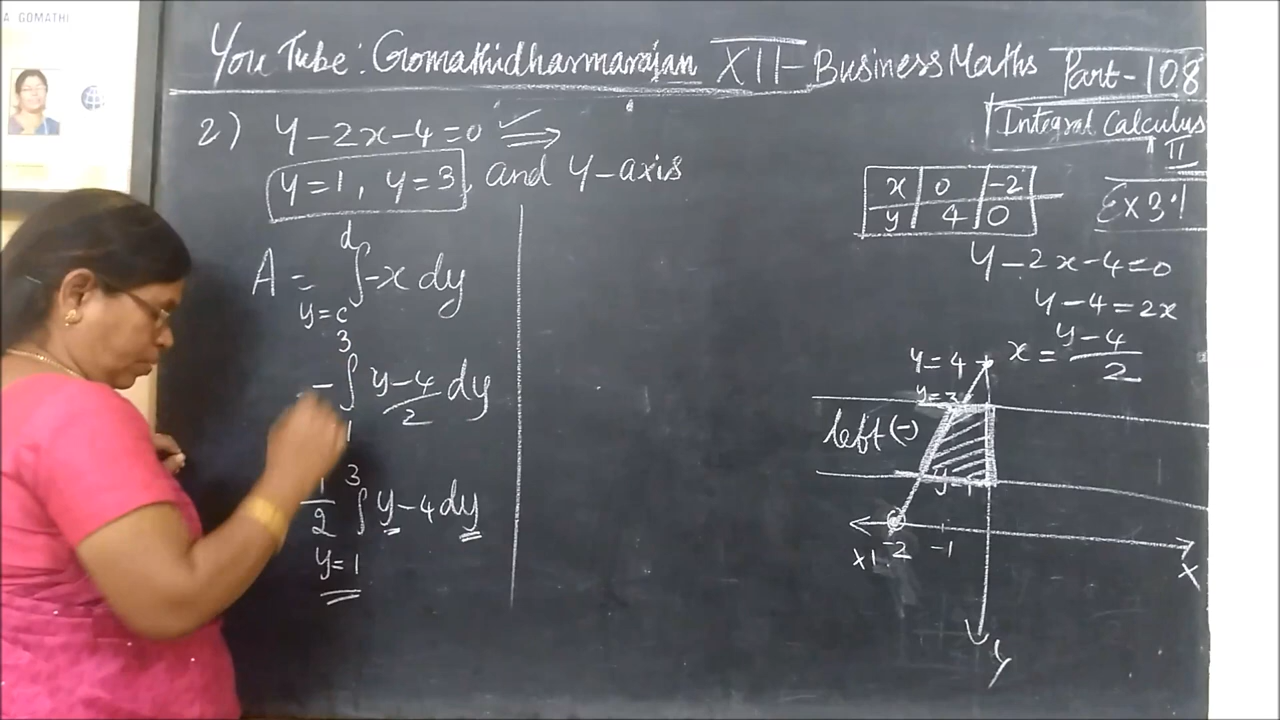 A. GOMATHI
YouTube: Gomathidharmarajan XII - Business Maths Part-108
Integral Calculus
II
Ex 3.1
2) y-2x-4=0 ✓ ⟹
y=1, y=3, and y-axis
A = ∫ -x dy
d
y=c
3
- ∫ y-4/2 dy
1
1/2 ∫ y-4 dy
3
y=1
x | 0 | -2
y | 4 | 0
y-2x-4=0
y-4=2x
x = y-4/2
y=4
y=3
left (-)
y=1
x1 -2 -1
x
y